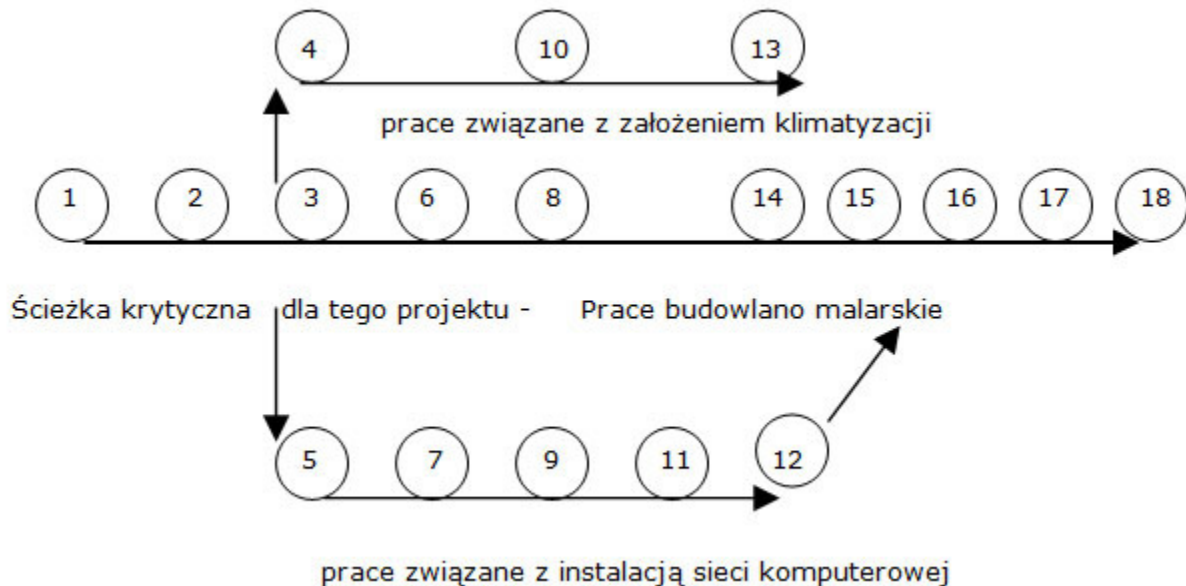 4 10 13
prace związane z założeniem klimatyzacji
1 2 3 6 8 14 15 16 17 18
Ścieżka krytyczna dla tego projektu - Prace budowlano malarskie
5 7 9 11 12
prace związane z instalacją sieci komputerowej